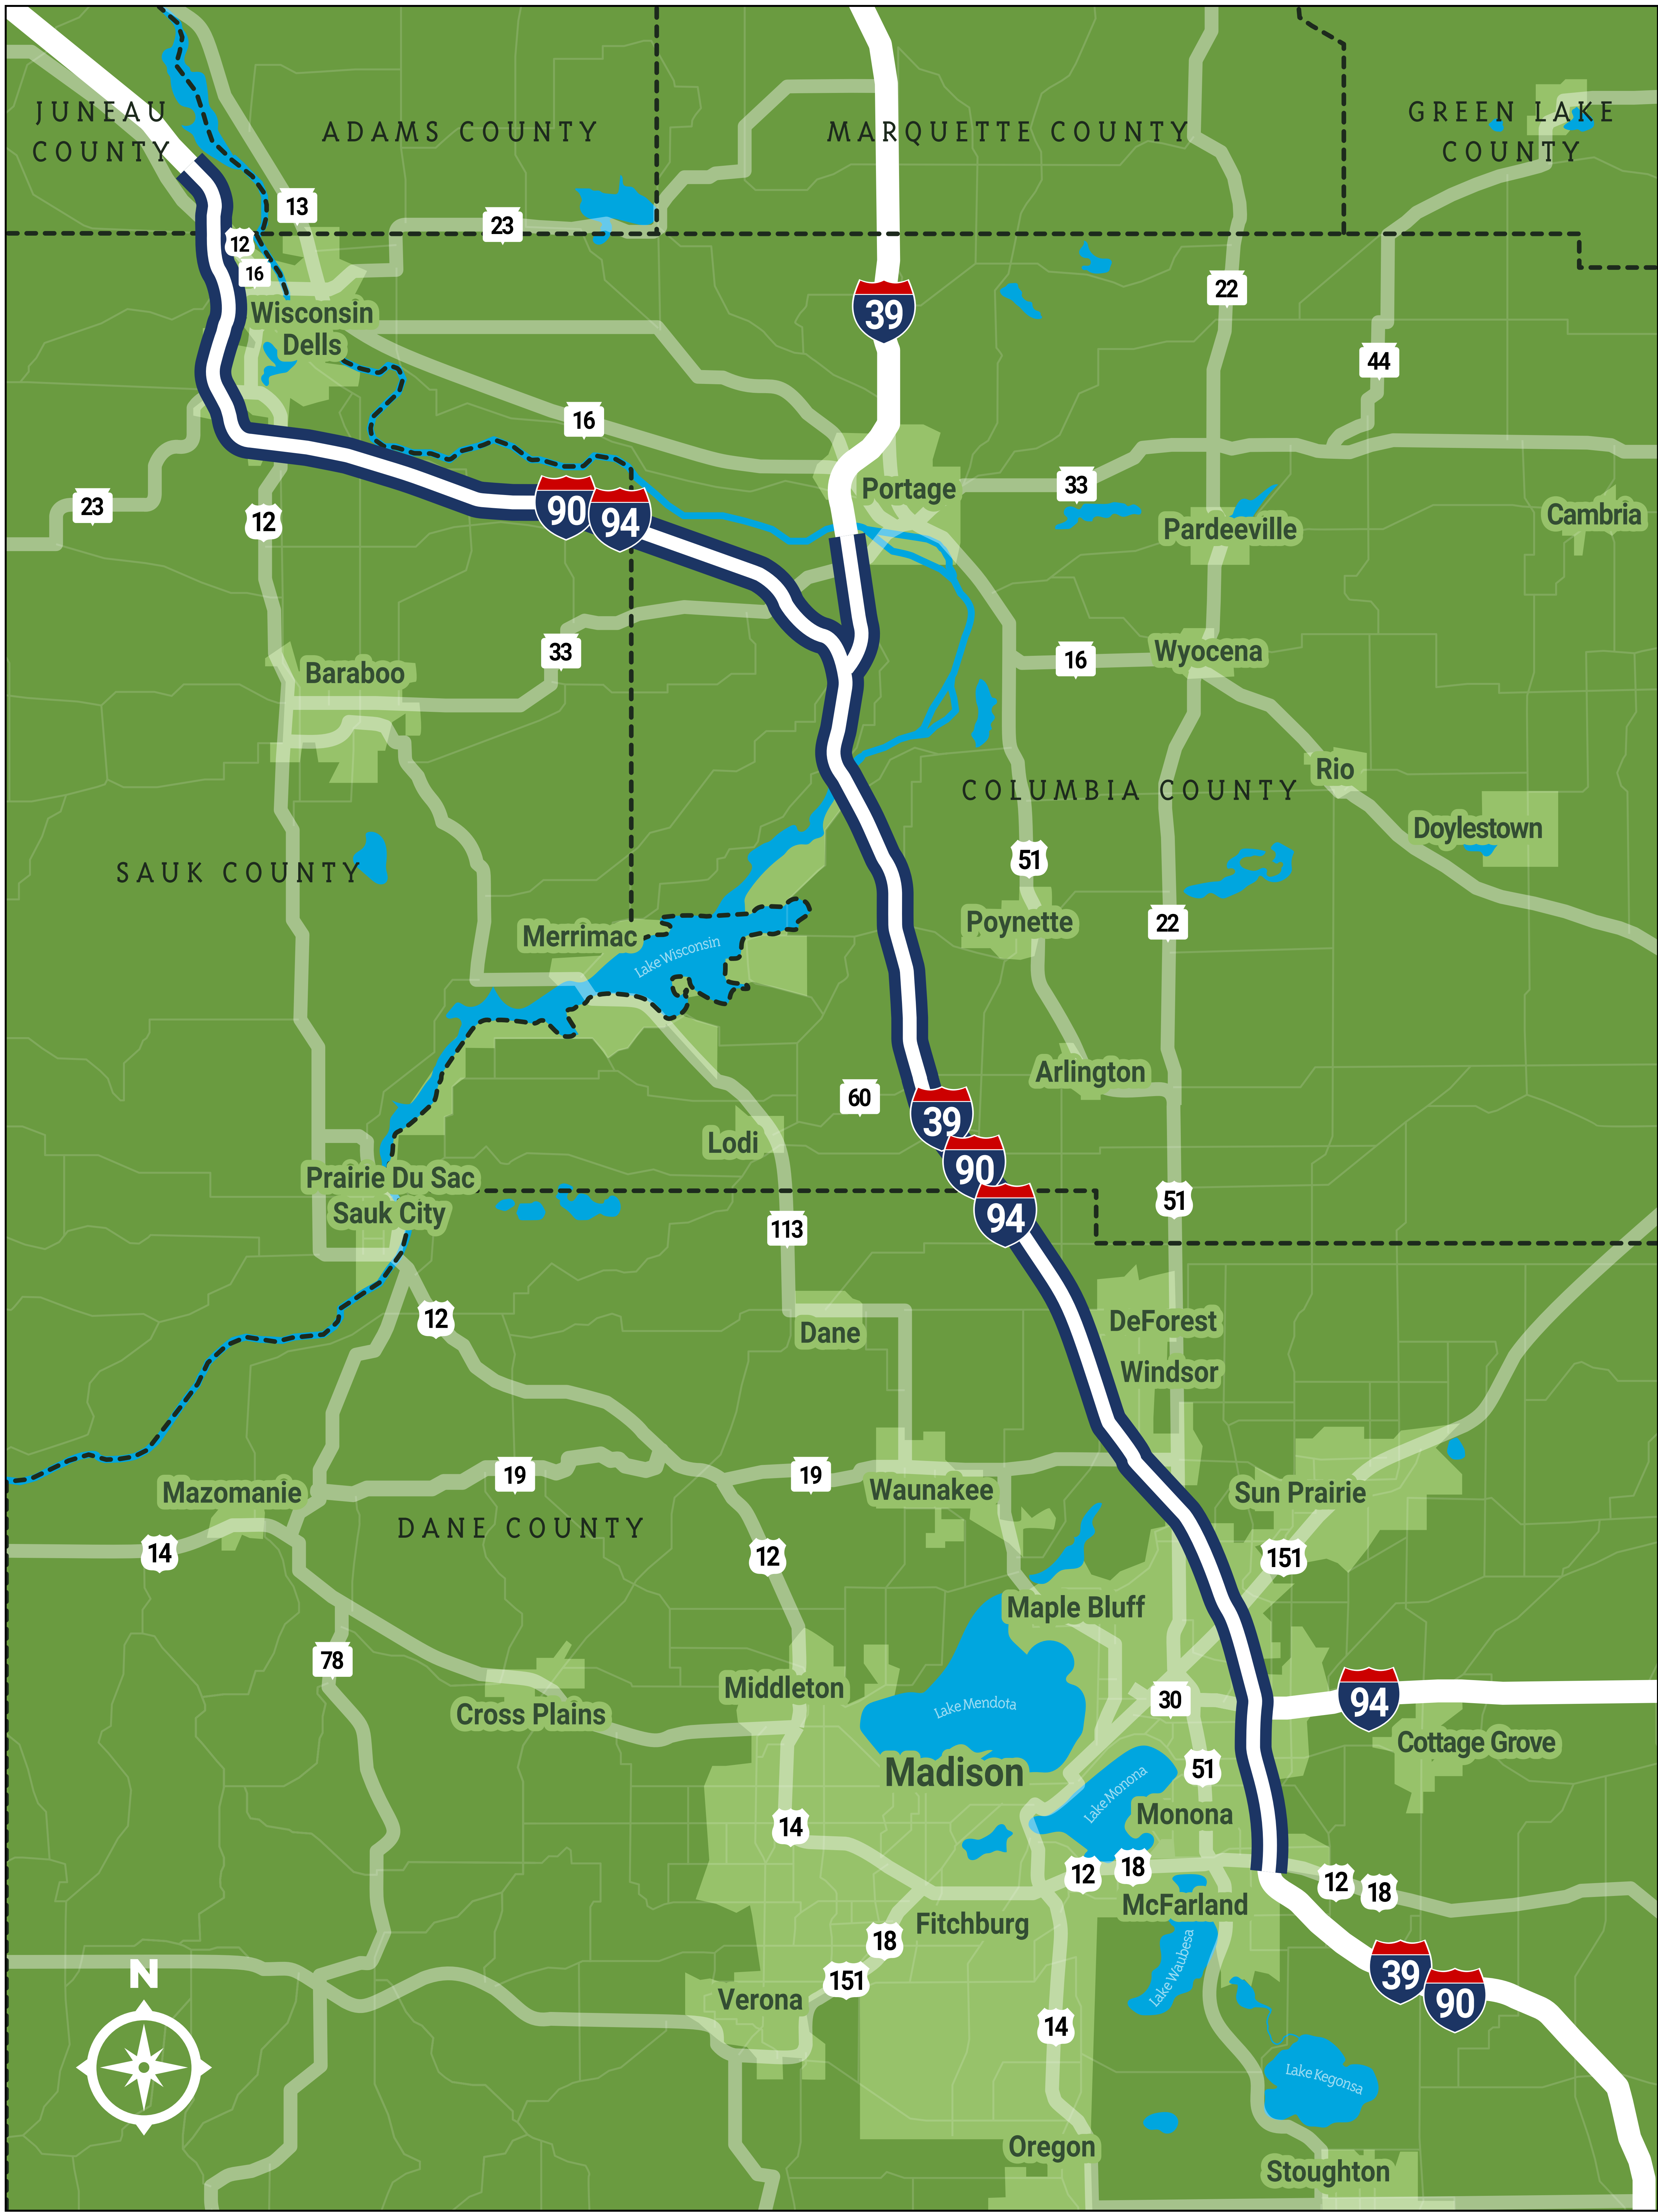 JUNEAU
COUNTY
ADAMS COUNTY
MARQUETTE COUNTY
GREEN LAKE
COUNTY
13
23
12
16
39
22
44
Wisconsin
Dells
16
23
12
90
94
Portage
33
Pardeeville
Cambria
33
Baraboo
16
Wyocena
Rio
COLUMBIA COUNTY
Doylestown
SAUK COUNTY
51
Poynette
22
Merrimac
Lake Wisconsin
Arlington
60
39
Lodi
90
Prairie Du Sac
Sauk City
94
51
113
12
Dane
DeForest
Windsor
Mazomanie
19
19
Waunakee
Sun Prairie
DANE COUNTY
14
12
151
Maple Bluff
78
Middleton
Cross Plains
Lake Mendota
30
94
Cottage Grove
Madison
51
Lake Monona
Monona
14
12
18
12
18
McFarland
Fitchburg
18
151
Lake Waubesa
39
90
N
Verona
14
Lake Kegonsa
Oregon
Stoughton